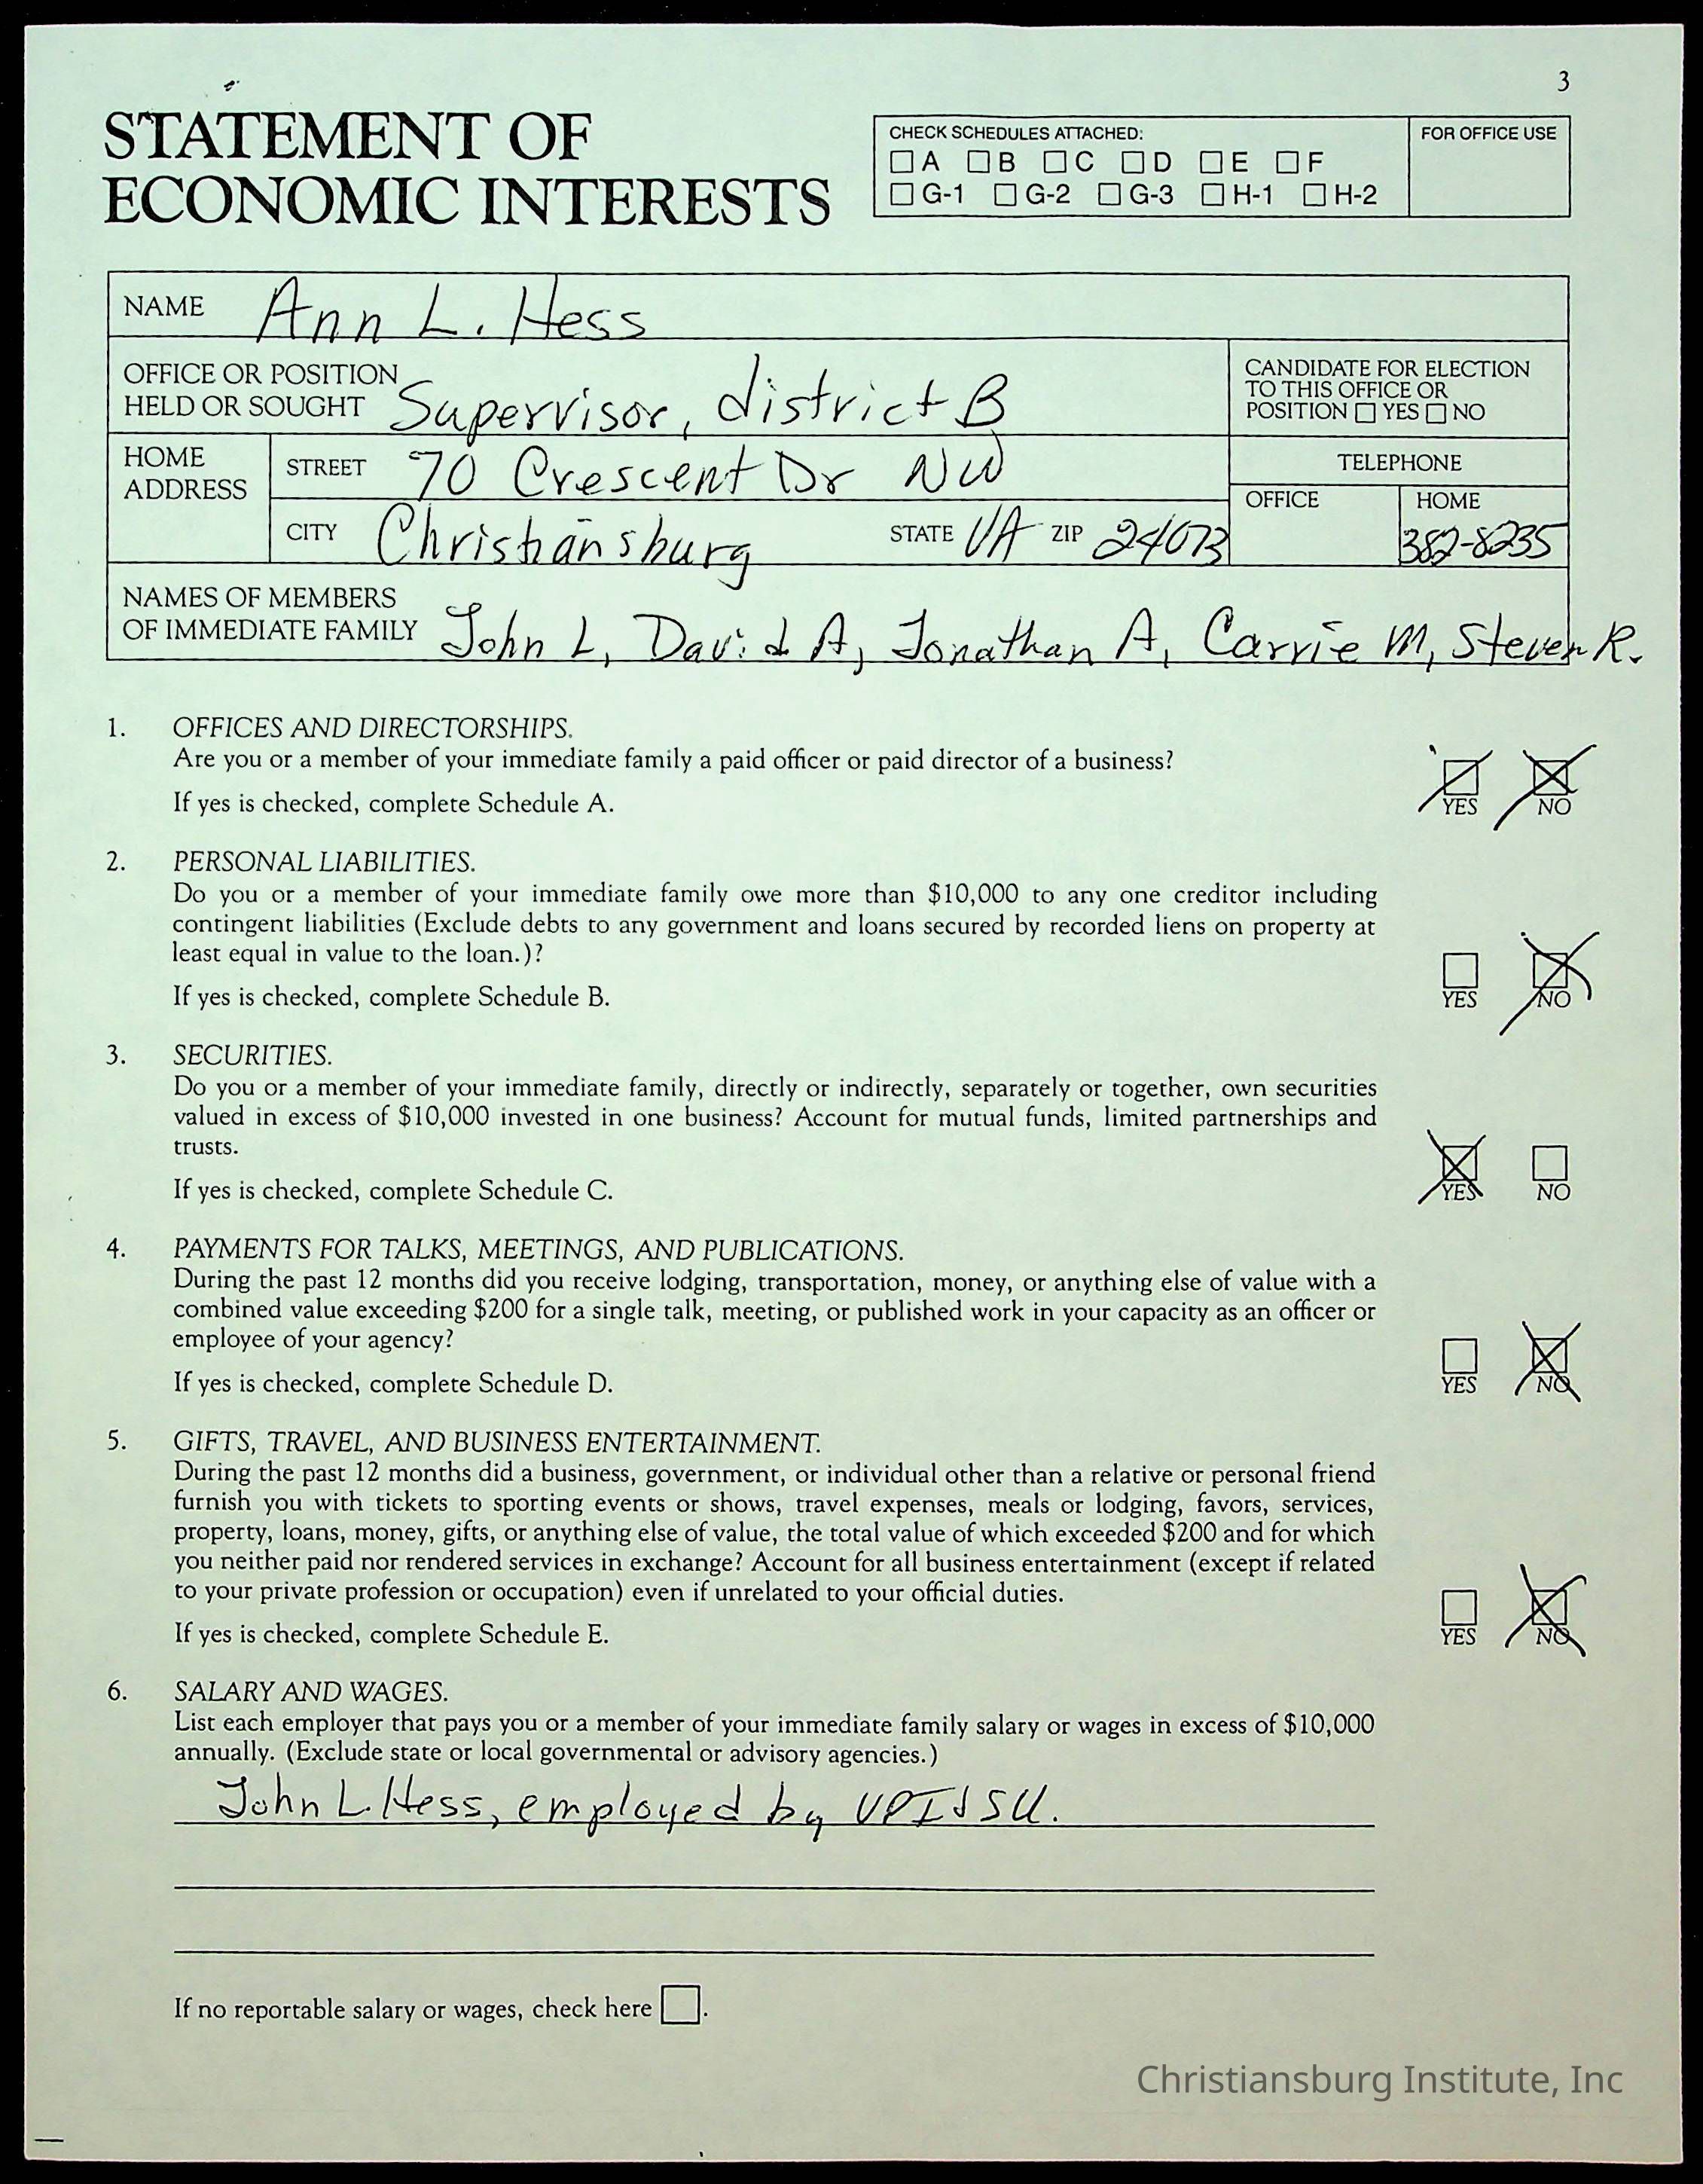 3
STATEMENT OF
ECONOMIC INTERESTS
CHECK SCHEDULES ATTACHED:
☐ A ☐ B ☐ C ☐ D ☐ E ☐ F
☐ G-1 ☐ G-2 ☐ G-3 ☐ H-1 ☐ H-2
FOR OFFICE USE
NAME Ann L. Hess
OFFICE OR POSITION
HELD OR SOUGHT Supervisor, district B
CANDIDATE FOR ELECTION
TO THIS OFFICE OR
POSITION ☐ YES ☐ NO
HOME
ADDRESS
STREET 70 Crescent Dr NW
CITY Christiansburg STATE VA ZIP 24073
TELEPHONE
OFFICE
HOME
382-8235
NAMES OF MEMBERS
OF IMMEDIATE FAMILY John L, David A, Jonathan A, Carrie M, Steven R.
1. OFFICES AND DIRECTORSHIPS.
Are you or a member of your immediate family a paid officer or paid director of a business?
If yes is checked, complete Schedule A.
YES NO
2. PERSONAL LIABILITIES.
Do you or a member of your immediate family owe more than $10,000 to any one creditor including
contingent liabilities (Exclude debts to any government and loans secured by recorded liens on property at
least equal in value to the loan.)?
If yes is checked, complete Schedule B.
YES NO
3. SECURITIES.
Do you or a member of your immediate family, directly or indirectly, separately or together, own securities
valued in excess of $10,000 invested in one business? Account for mutual funds, limited partnerships and
trusts.
If yes is checked, complete Schedule C.
YES NO
4. PAYMENTS FOR TALKS, MEETINGS, AND PUBLICATIONS.
During the past 12 months did you receive lodging, transportation, money, or anything else of value with a
combined value exceeding $200 for a single talk, meeting, or published work in your capacity as an officer or
employee of your agency?
If yes is checked, complete Schedule D.
YES NO
5. GIFTS, TRAVEL, AND BUSINESS ENTERTAINMENT.
During the past 12 months did a business, government, or individual other than a relative or personal friend
furnish you with tickets to sporting events or shows, travel expenses, meals or lodging, favors, services,
property, loans, money, gifts, or anything else of value, the total value of which exceeded $200 and for which
you neither paid nor rendered services in exchange? Account for all business entertainment (except if related
to your private profession or occupation) even if unrelated to your official duties.
If yes is checked, complete Schedule E.
YES NO
6. SALARY AND WAGES.
List each employer that pays you or a member of your immediate family salary or wages in excess of $10,000
annually. (Exclude state or local governmental or advisory agencies.)
John L. Hess, employed by VPI&SU.
If no reportable salary or wages, check here ☐.
Christiansburg Institute, Inc